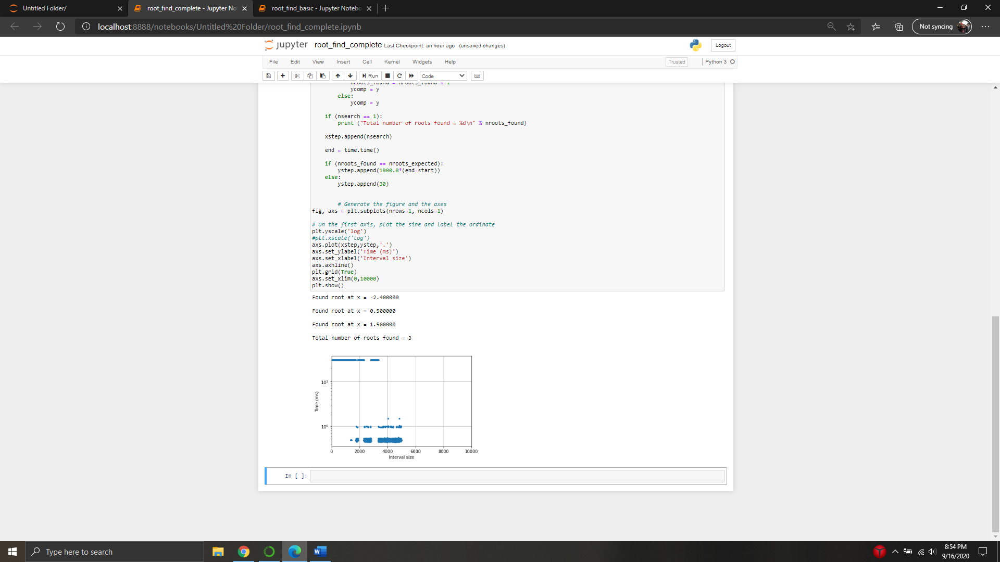 Untitled Folder/
root_find_complete - Jupyter No
root_find_basic - Jupyter Notebo
localhost:8888/notebooks/Untitled%20Folder/root_find_complete.ipynb
Not syncing
jupyter root_find_complete Last Checkpoint: an hour ago (unsaved changes)
Logout
File Edit View Insert Cell Kernel Widgets Help
Trusted
Python 3
Run
Code
nroots_found = nroots_found + 1
ycomp = y
else:
ycomp = y
if (nsearch == 1):
print ("Total number of roots found = %d\n" % nroots_found)
xstep.append(nsearch)
end = time.time()
if (nroots_found == nroots_expected):
ystep.append(1000.0*(end-start))
else:
ystep.append(30)
# Generate the figure and the axes
fig, axs = plt.subplots(nrows=1, ncols=1)
# On the first axis, plot the sine and label the ordinate
plt.yscale('log')
#plt.xscale('log')
axs.plot(xstep,ystep,'.')
axs.set_ylabel('Time (ms)')
axs.set_xlabel('Interval size')
axs.axhline()
plt.grid(True)
axs.set_xlim(0,10000)
plt.show()
Found root at x = -2.400000
Found root at x = 0.500000
Found root at x = 1.500000
Total number of roots found = 3
10¹
Time (ms)
10⁰
0 2000 4000 6000 8000 10000
Interval size
In [ ]:
Type here to search
8:54 PM
9/16/2020